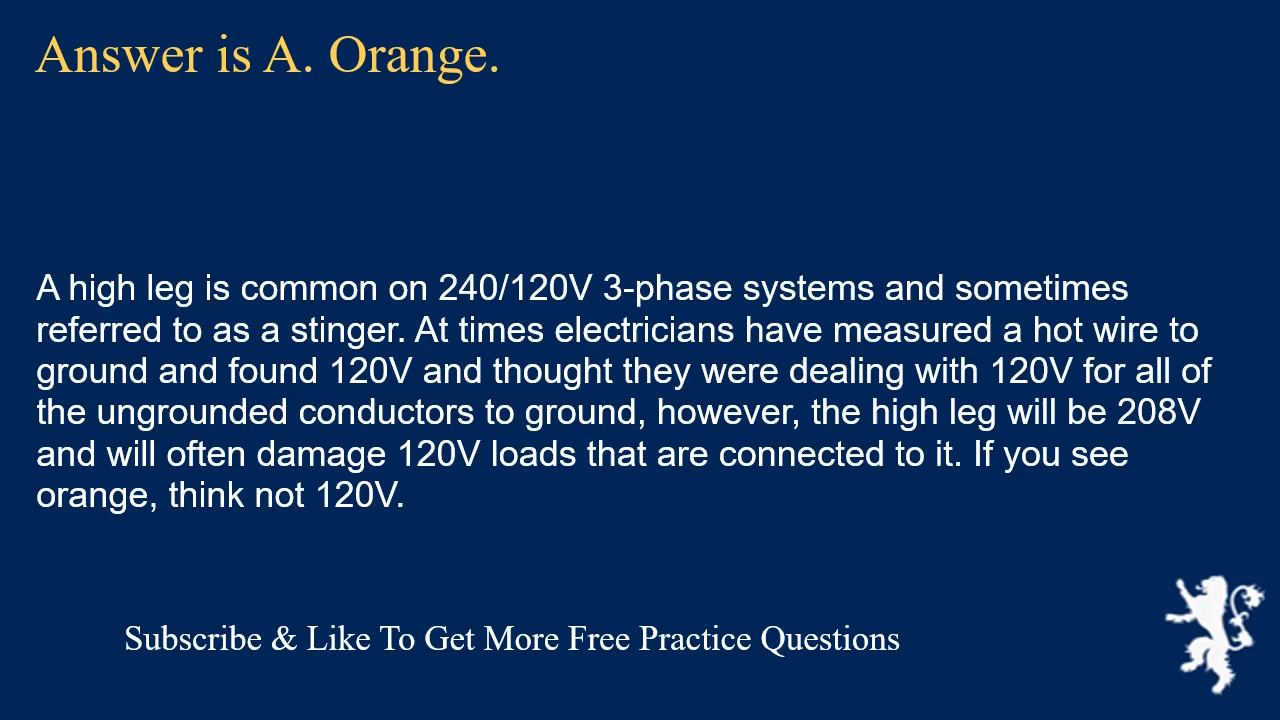 Answer is A. Orange.
A high leg is common on 240/120V 3-phase systems and sometimes
referred to as a stinger. At times electricians have measured a hot wire to
ground and found 120V and thought they were dealing with 120V for all of
the ungrounded conductors to ground, however, the high leg will be 208V
and will often damage 120V loads that are connected to it. If you see
orange, think not 120V.
Subscribe & Like To Get More Free Practice Questions